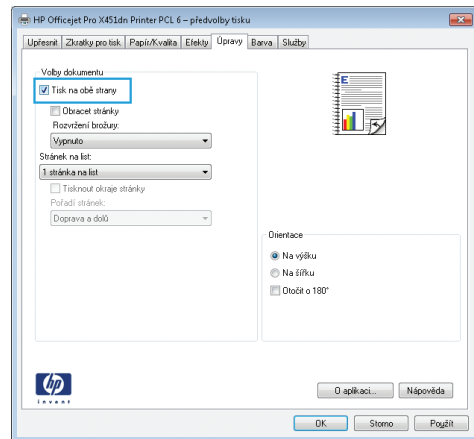 HP Officejet Pro X451dn Printer PCL 6 – předvolby tisku
Upřesnit Zkratky pro tisk Papír/Kvalita Efekty Úpravy Barva Služby
Volby dokumentu
Tisk na obě strany
Obracet stránky
Rozvržení brožury:
Vypnuto
Stránek na list:
1 stránka na list
Tisknout okraje stránky
Pořadí stránek:
Doprava a dolů
E
Orientace
Na výšku
Na šířku
Otočit o 180°
hp
invent
O aplikaci... Nápověda
OK Storno Použít